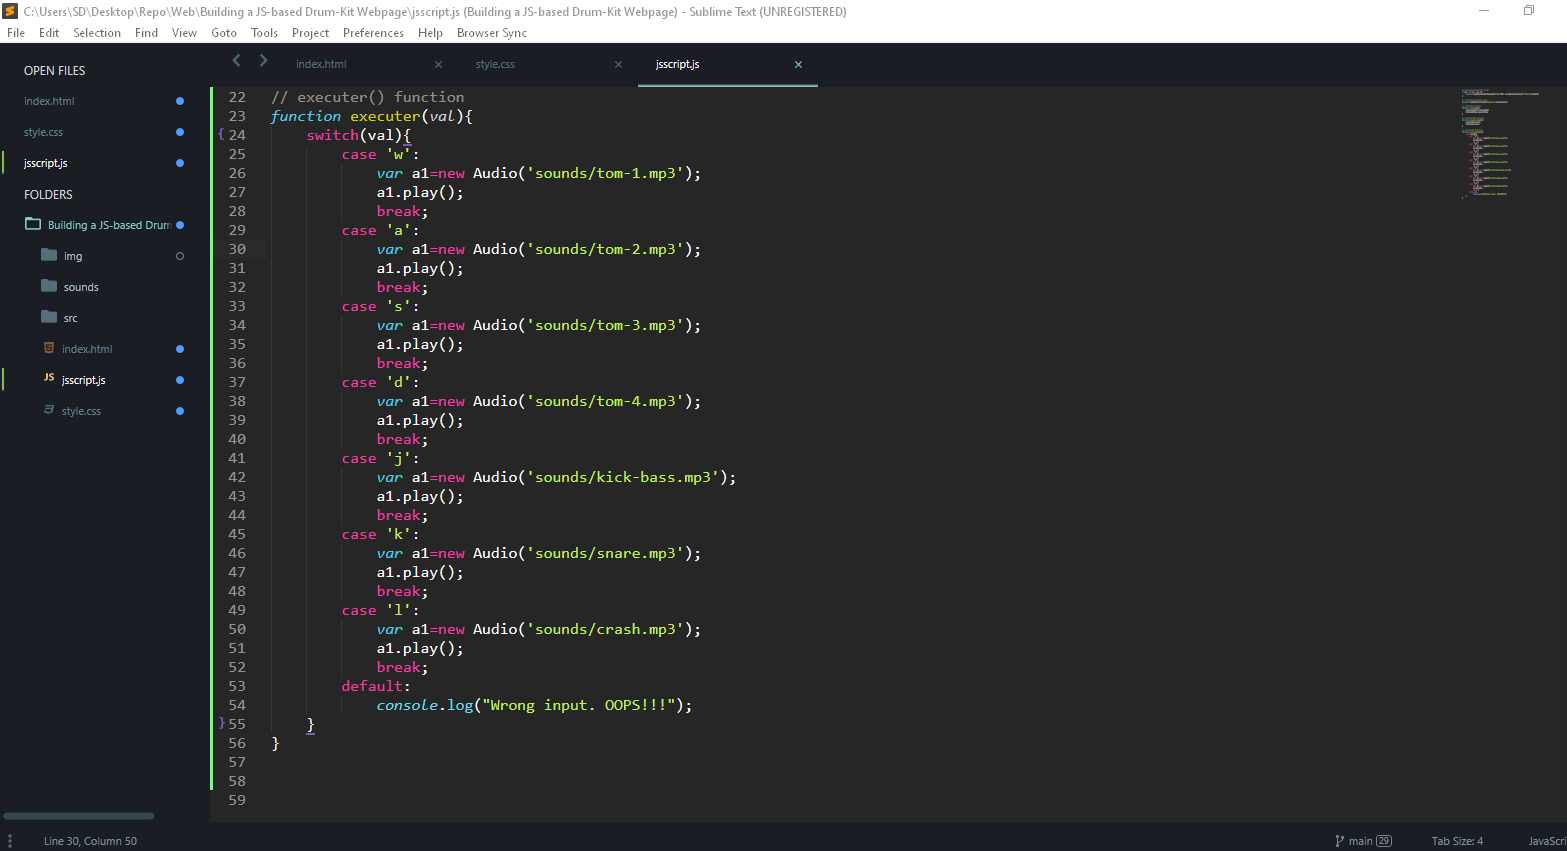 C:\Users\SD\Desktop\Repo\Web\Building a JS-based Drum-Kit Webpage\jsscript.js (Building a JS-based Drum-Kit Webpage) - Sublime Text (UNREGISTERED)
File Edit Selection Find View Goto Tools Project Preferences Help Browser Sync
OPEN FILES
index.html
style.css
jsscript.js
FOLDERS
Building a JS-based Drum
img
sounds
src
index.html
JS jsscript.js
style.css
index.html × style.css × jsscript.js ×
22 // executer() function
23 function executer(val){
{ 24     switch(val){
25         case 'w':
26             var a1=new Audio('sounds/tom-1.mp3');
27             a1.play();
28             break;
29         case 'a':
30             var a1=new Audio('sounds/tom-2.mp3');
31             a1.play();
32             break;
33         case 's':
34             var a1=new Audio('sounds/tom-3.mp3');
35             a1.play();
36             break;
37         case 'd':
38             var a1=new Audio('sounds/tom-4.mp3');
39             a1.play();
40             break;
41         case 'j':
42             var a1=new Audio('sounds/kick-bass.mp3');
43             a1.play();
44             break;
45         case 'k':
46             var a1=new Audio('sounds/snare.mp3');
47             a1.play();
48             break;
49         case 'l':
50             var a1=new Audio('sounds/crash.mp3');
51             a1.play();
52             break;
53         default:
54             console.log("Wrong input. OOPS!!!");
} 55     }
56 }
57
58
59
Line 30, Column 50 main 29 Tab Size: 4 JavaScri